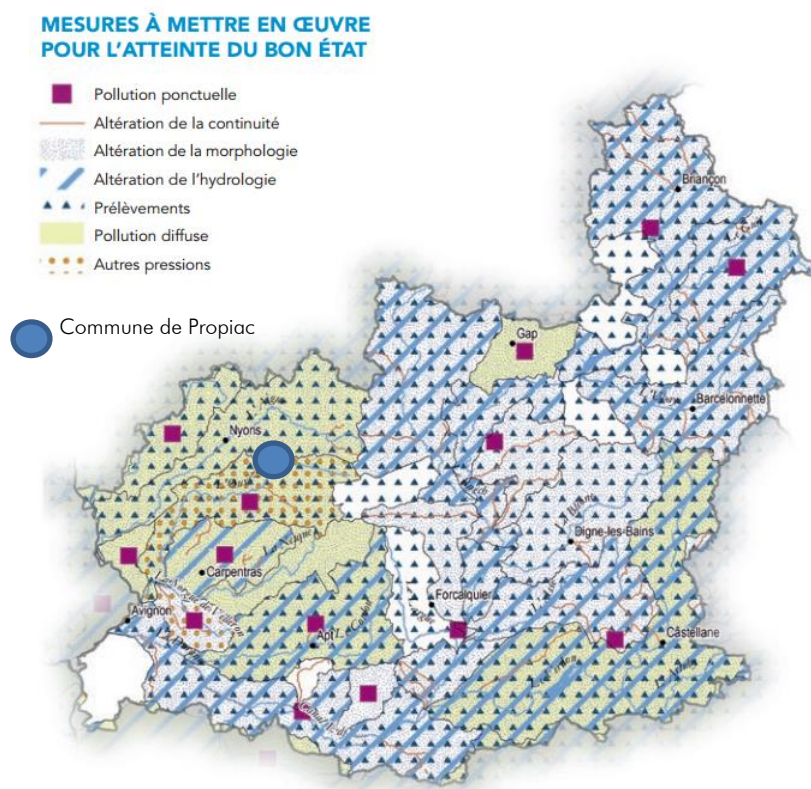 MESURES À METTRE EN ŒUVRE
POUR L'ATTEINTE DU BON ÉTAT
Pollution ponctuelle
Altération de la continuité
Altération de la morphologie
Altération de l'hydrologie
Prélèvements
Pollution diffuse
Autres pressions
Commune de Propiac
Briançon
Gap
Barcelonnette
Nyons
Digne-les-Bains
Carpentras
Forcalquier
Avignon
Apt
Castellane